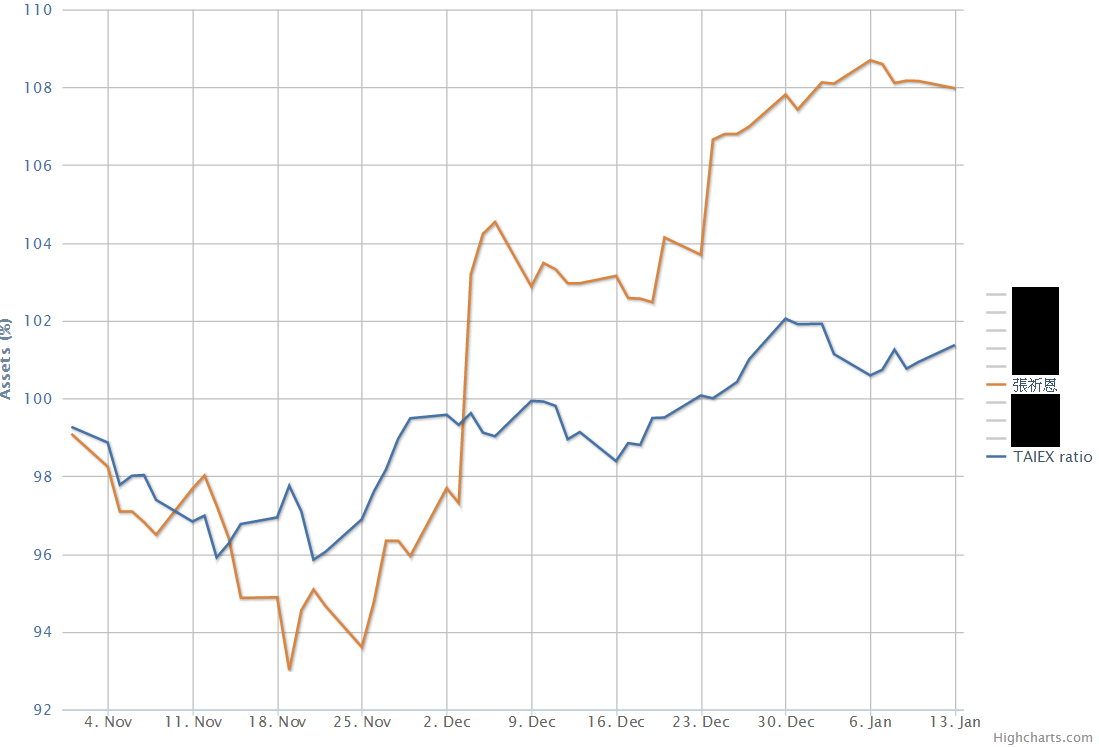 110
108
106
104
102
100
98
96
94
92
Assets (%)
4. Nov 11. Nov 18. Nov 25. Nov 2. Dec 9. Dec 16. Dec 23. Dec 30. Dec 6. Jan 13. Jan
張祈恩
TAIEX ratio
Highcharts.com